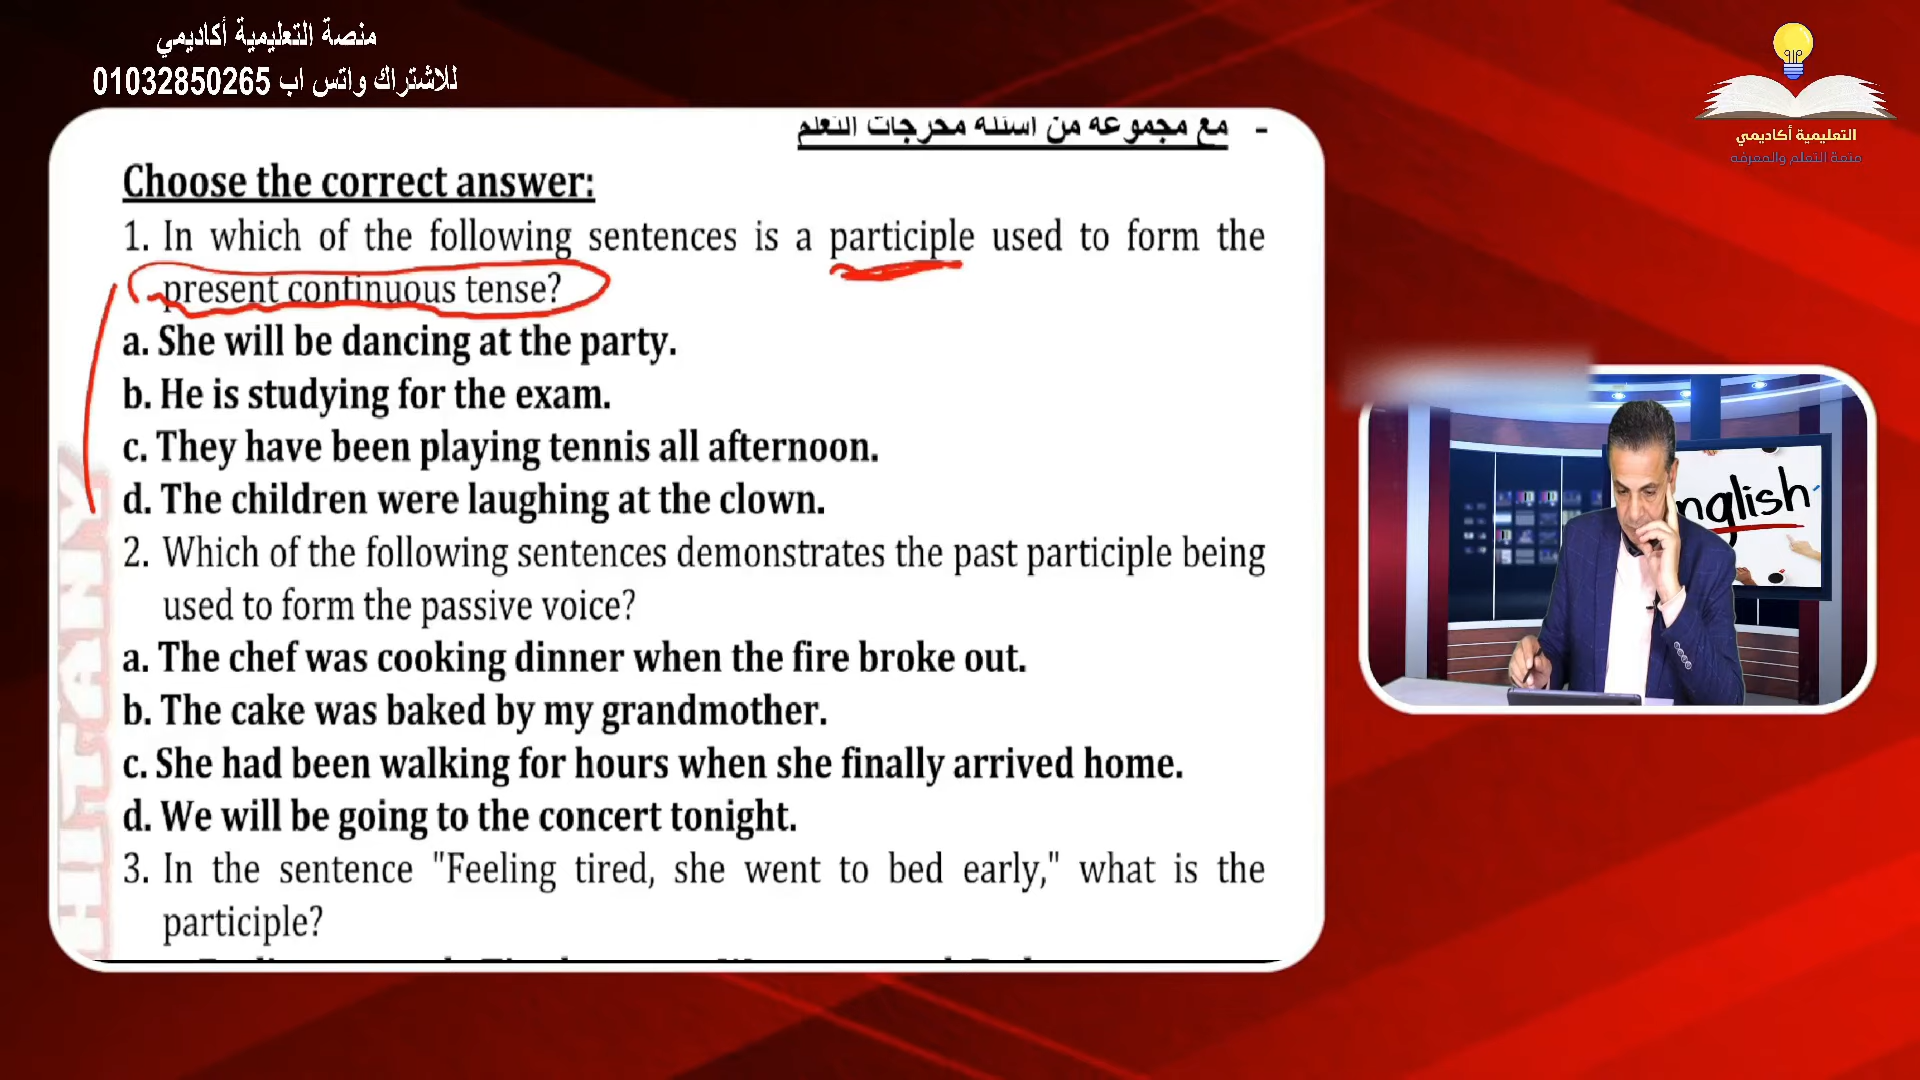 منصة التعليمية أكاديمي
للاشتراك واتس اب 01032850265
التعليمية أكاديمي
متعة التعلم والمعرفه
- مع مجموعه من اسئله مخرجات التعلم
Choose the correct answer:
1. In which of the following sentences is a participle used to form the
present continuous tense?
a. She will be dancing at the party.
b. He is studying for the exam.
c. They have been playing tennis all afternoon.
d. The children were laughing at the clown.
2. Which of the following sentences demonstrates the past participle being
used to form the passive voice?
a. The chef was cooking dinner when the fire broke out.
b. The cake was baked by my grandmother.
c. She had been walking for hours when she finally arrived home.
d. We will be going to the concert tonight.
3. In the sentence "Feeling tired, she went to bed early," what is the
participle?
HITANY
nglish